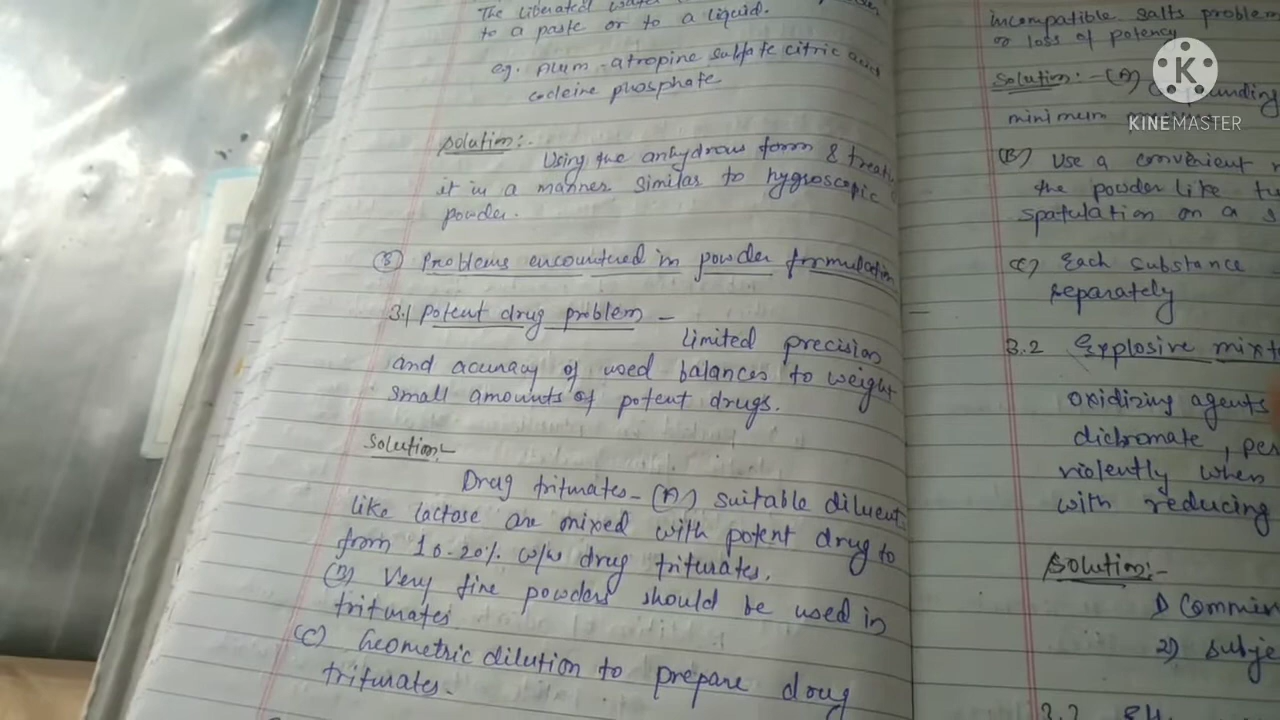 The liberated water
to a paste or to a liquid.
eg. Alum - atropine sulfate citric acid
codeine phosphate
Solution:-
Using the anhydrous form & treati
it in a manner similar to hygroscopic
powder.
③ Problems encountered in powder formulation
3.1 Potent drug problem -
Limited precision
and accuracy of used balances to weight
small amounts of potent drugs.
Solution:-
Drug triturates - (A) suitable diluent
like lactose are mixed with potent drug to
from 10-20% w/w drug triturates.
(B) Very fine powders should be used in
triturates
(C) Geometric dilution to prepare drug
triturates.
incompatible salts problem
or loss of potency
Solution:- (A)
minimum
(B) Use a convenient
the powder like
spatulation on a
(C) Each substance
separately
3.2 Explosive
oxidizing agents
dichromate,
violently when
with reducing
Solution:-
1)
2)
3.3
K
KINEMASTER